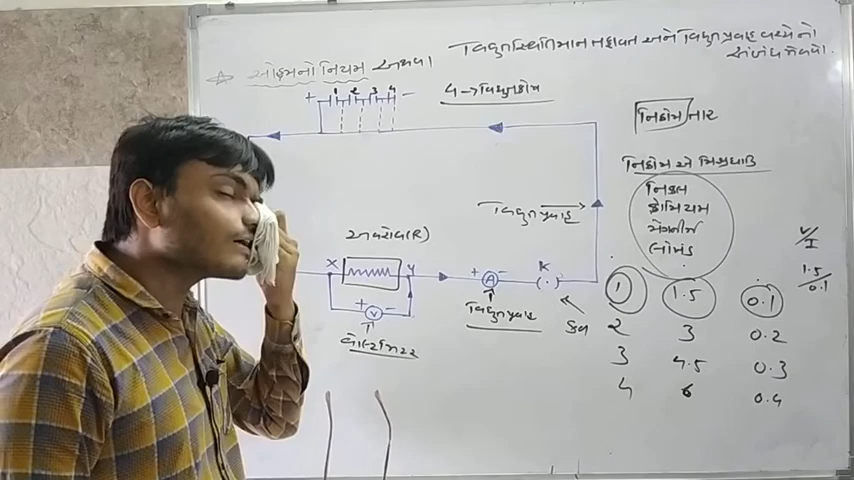 વિદ્યુતસ્થિતિમાન તફાવત અને વિદ્યુતપ્રવાહ વચ્ચેનો
સંબંધ મેળવો.
☆ ઓહમનો નિયમ અથવા
+ 1 2 3 4 -
4 → વિદ્યુતકોષ
નિક્રોમ તાર
નિક્રોમ એ મિશ્રધાતુ
નિકલ
ક્રોમિયમ
મેંગેનીઝ
લોખંડ
વિદ્યુતપ્રવાહ →
અવરોધ(R)
X Y + A - K
+ V -
વોલ્ટમિટર
વિદ્યુતપ્રવાહ
કળ
V/I
1.5/0.1
1 1.5 0.1
2 3 0.2
3 4.5 0.3
4 6 0.4